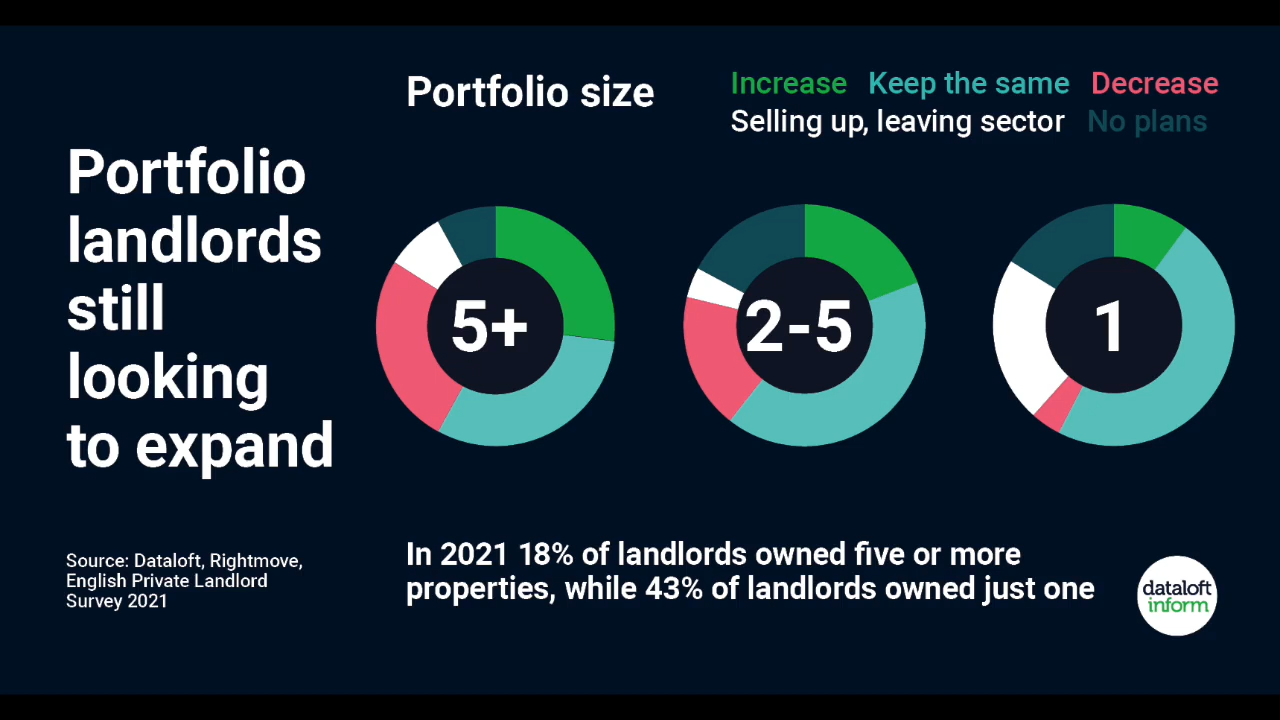 Portfolio
landlords
still
looking
to expand
Source: Dataloft, Rightmove,
English Private Landlord
Survey 2021
Portfolio size
Increase Keep the same Decrease
Selling up, leaving sector No plans
5+
2-5
1
In 2021 18% of landlords owned five or more
properties, while 43% of landlords owned just one
dataloft
inform